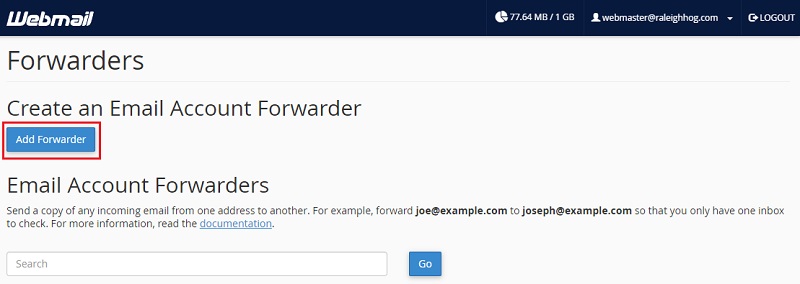 Webmail 77.64 MB / 1 GB webmaster@raleighhog.com LOGOUT
Forwarders
Create an Email Account Forwarder
Add Forwarder
Email Account Forwarders
Send a copy of any incoming email from one address to another. For example, forward joe@example.com to joseph@example.com so that you only have one inbox
to check. For more information, read the documentation.
Search Go